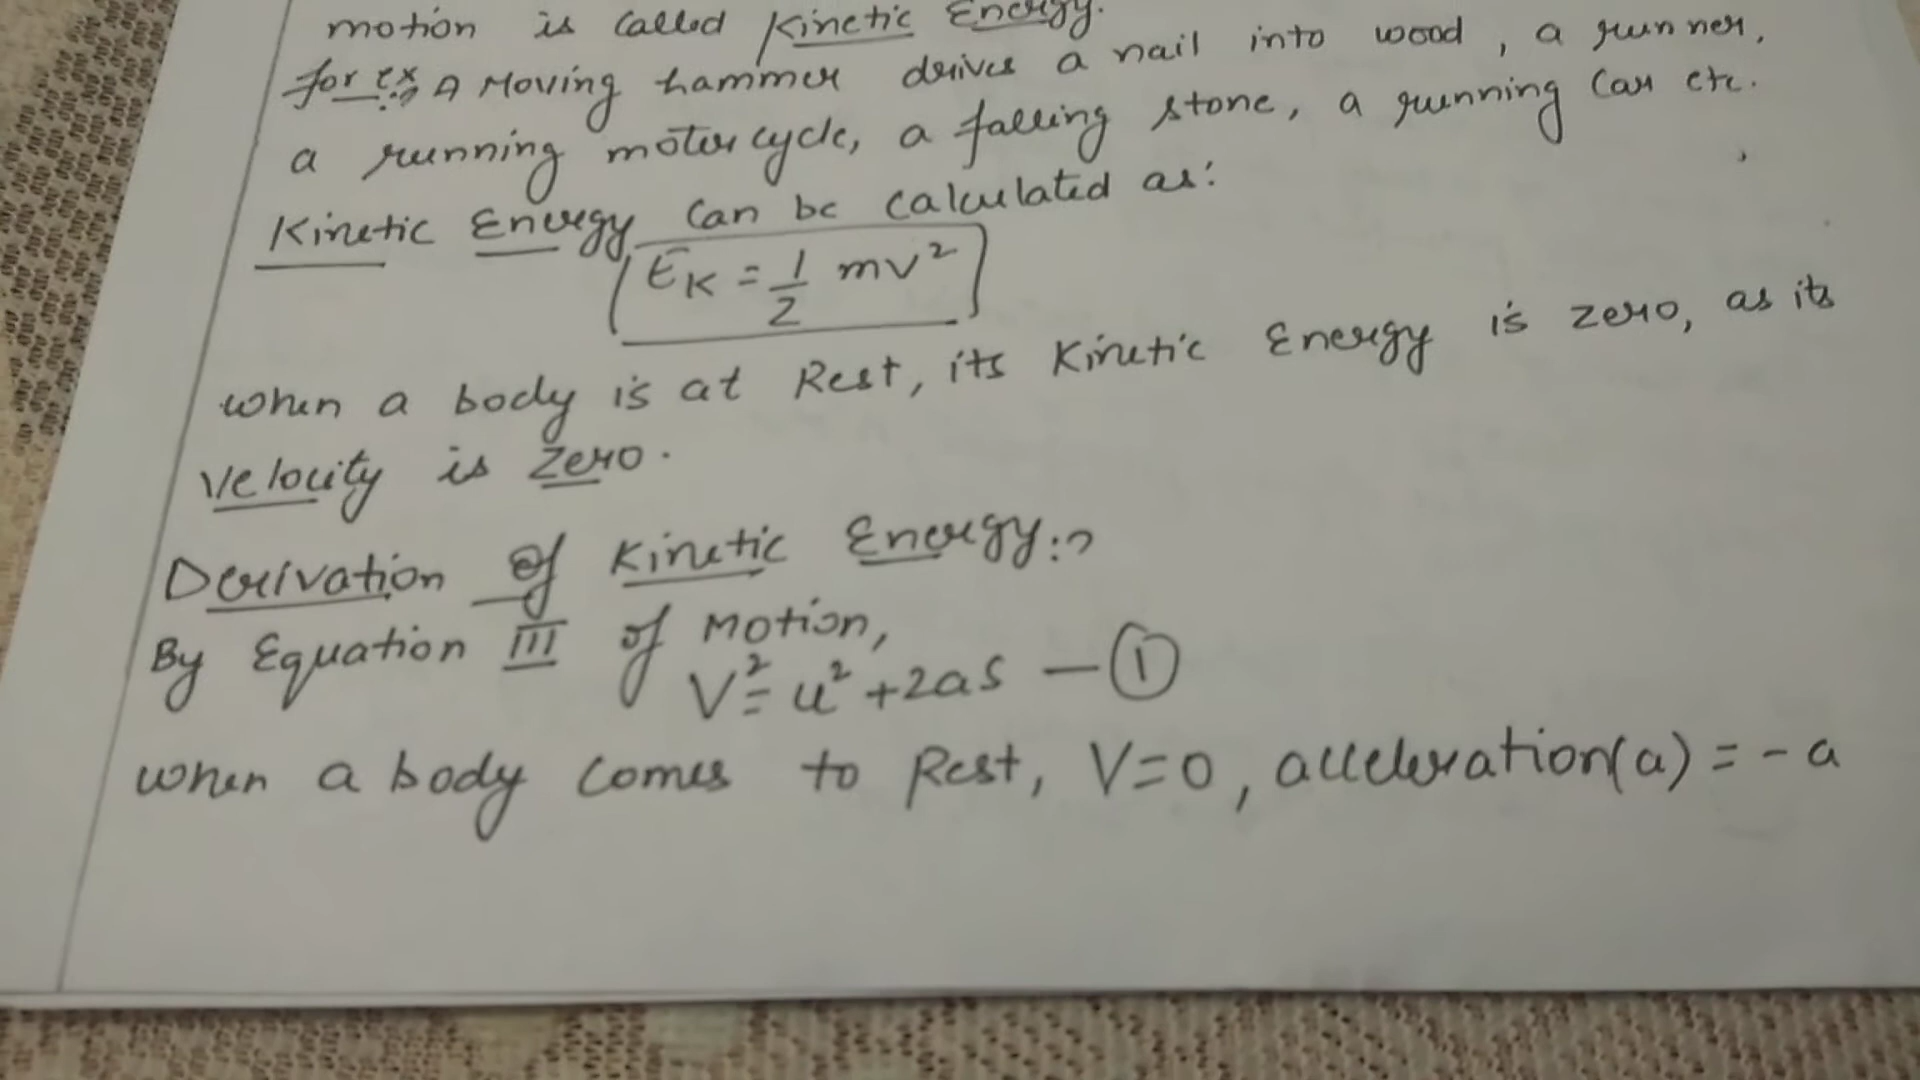 motion is called Kinetic Energy.
for ex:→ A Moving hammer drives a nail into wood, a runner,
a running motorcycle, a falling stone, a running Car etc.
Kinetic Energy Can be calculated as:
E_K = 1/2 mv²
when a body is at Rest, its Kinetic Energy is zero, as its
velocity is Zero.
Derivation of Kinetic Energy:→
By Equation III of Motion,
V² = u² + 2as — ①
when a body Comes to Rest, V=0, acceleration(a) = - a